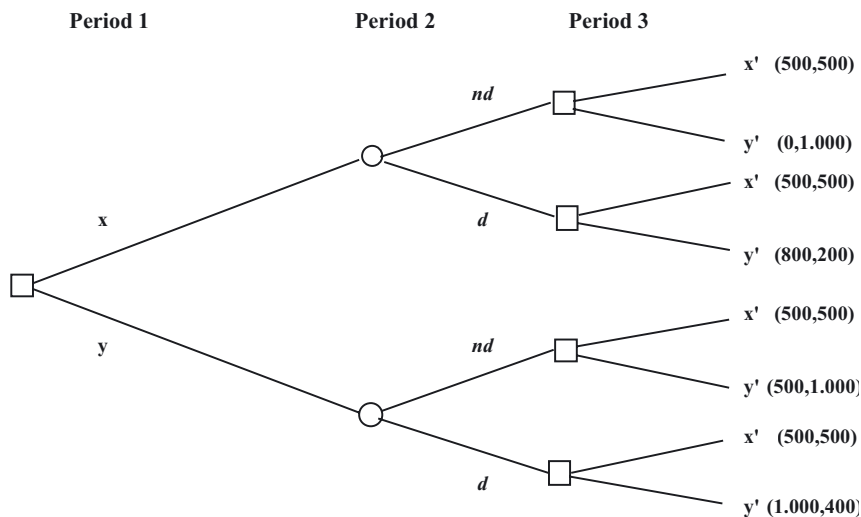 Period 1 Period 2 Period 3
x' (500,500)
nd
y' (0,1.000)
x' (500,500)
x
d
y' (800,200)
x' (500,500)
y
nd
y' (500,1.000)
x' (500,500)
d
y' (1.000,400)